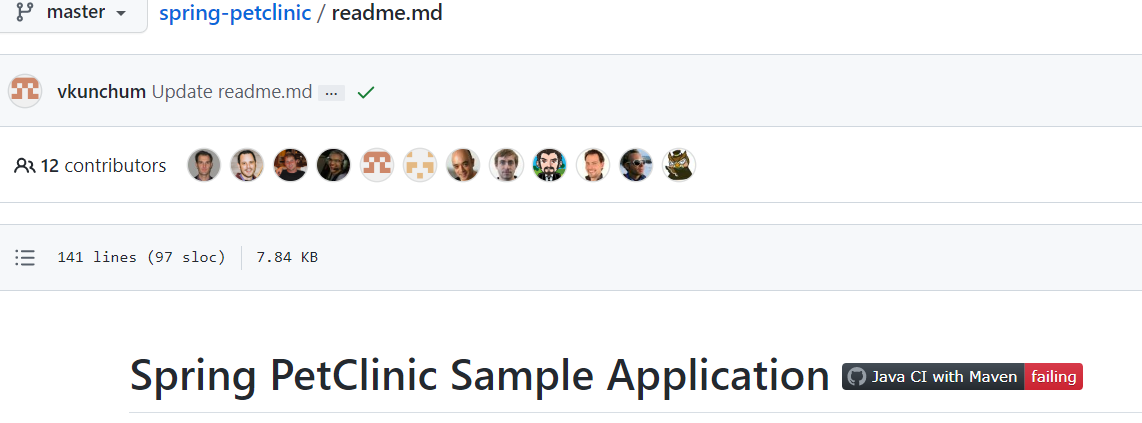 master spring-petclinic / readme.md
vkunchum Update readme.md ...
12 contributors
141 lines (97 sloc) 7.84 KB
Spring PetClinic Sample Application Java CI with Maven failing